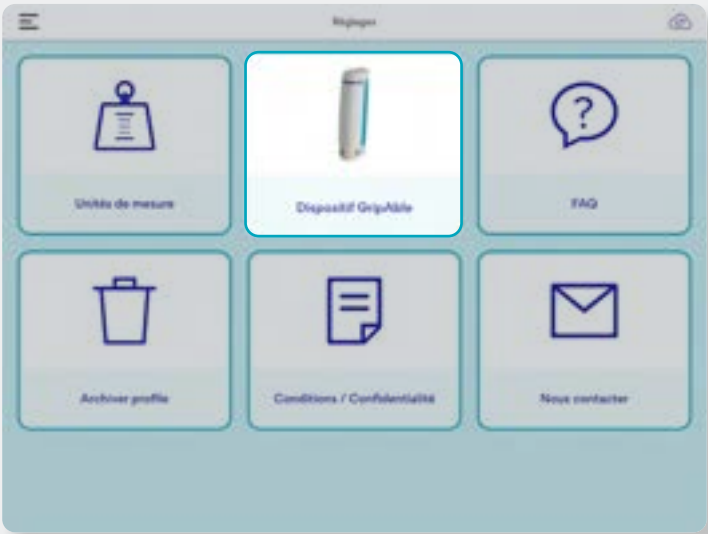 Réglages
Unités de mesure
Dispositif GripAble
FAQ
Archiver profile
Conditions / Confidentialité
Nous contacter